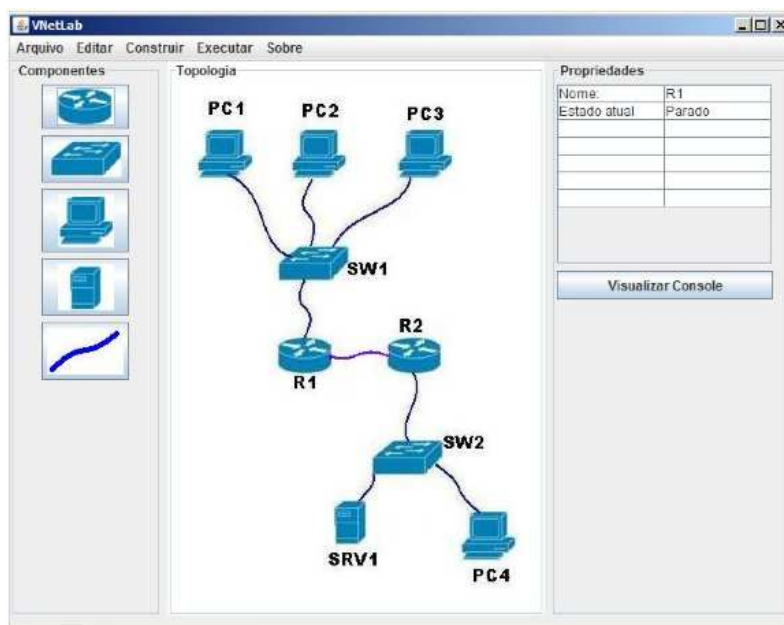 VNetLab
Arquivo Editar Construir Executar Sobre
Componentes
Topologia
PC1 PC2 PC3
SW1
R1
R2
SW2
SRV1
PC4
Propriedades
Nome: R1
Estado atual Parado
Visualizar Console